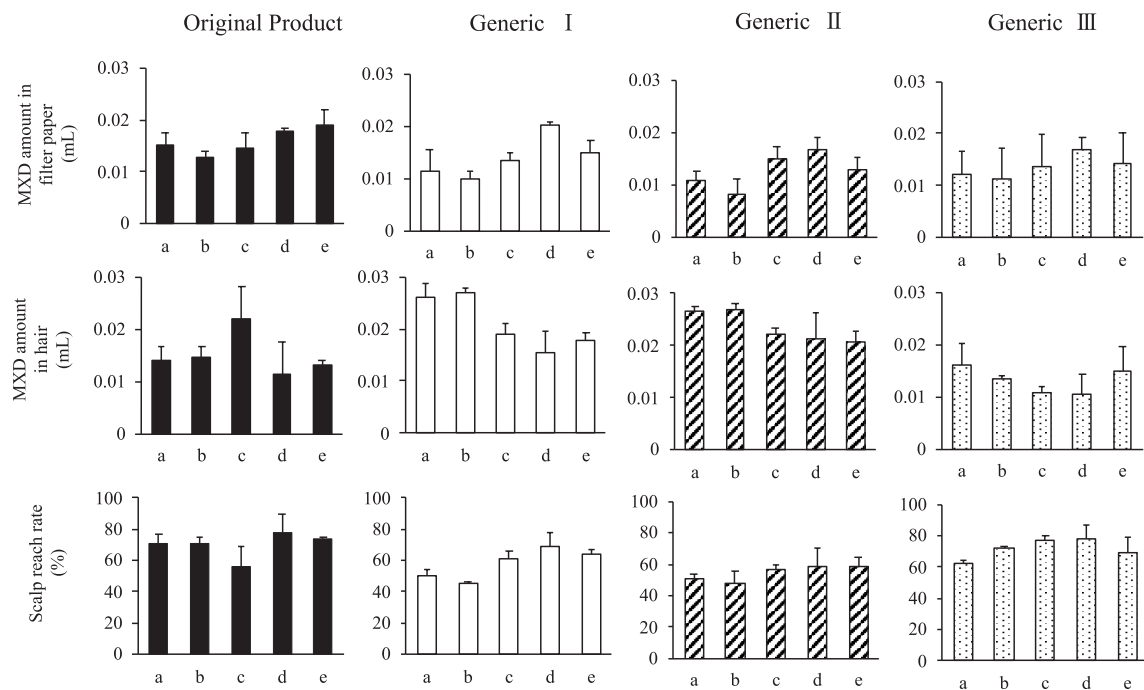 Original Product
Generic Ⅰ
Generic Ⅱ
Generic Ⅲ
MXD amount in
filter paper
(mL)
0.03
0.02
0.01
0
a b c d e
0.03
0.02
0.01
0
a b c d e
0.03
0.02
0.01
0
a b c d e
0.03
0.02
0.01
0
a b c d e
MXD amount
in hair
(mL)
0.03
0.02
0.01
0
a b c d e
0.03
0.02
0.01
0
a b c d e
0.03
0.02
0.01
0
a b c d e
0.03
0.02
0.01
0
a b c d e
Scalp reach rate
(%)
100
80
60
40
20
0
a b c d e
100
80
60
40
20
0
a b c d e
100
80
60
40
20
0
a b c d e
100
80
60
40
20
0
a b c d e